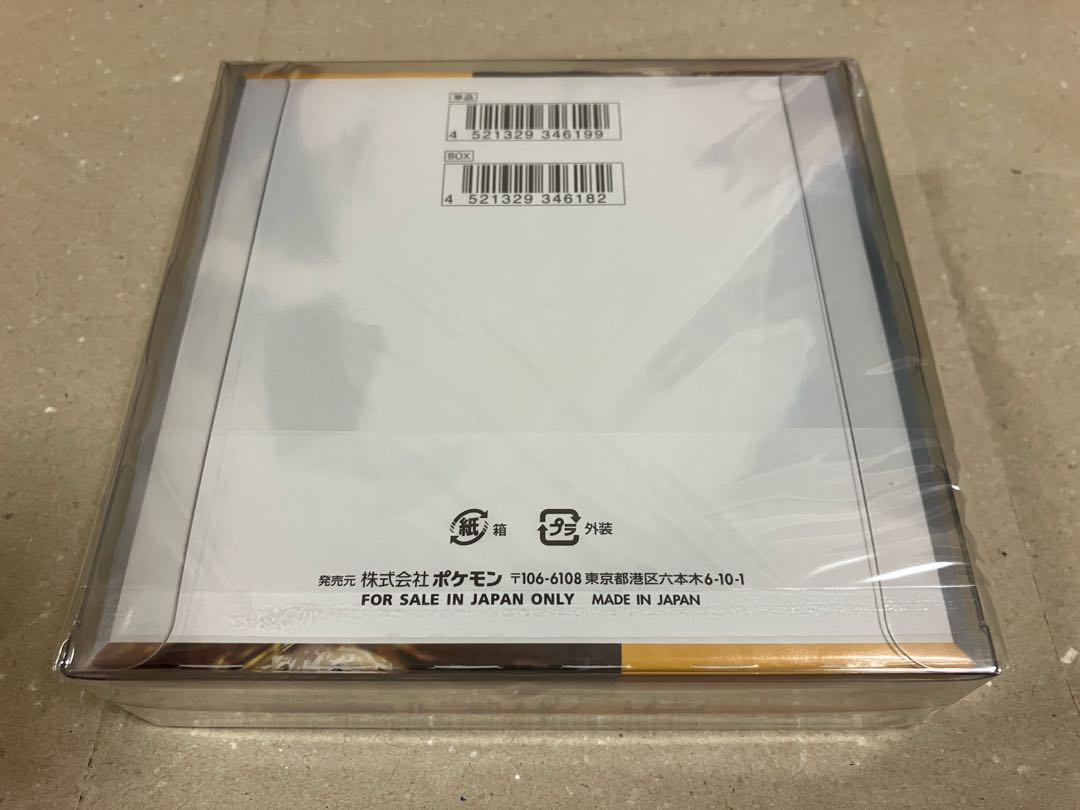 単品
4 521329 346199
BOX
4 521329 346182
紙 箱 プラ 外装
発売元 株式会社ポケモン 〒106-6108 東京都港区六本木6-10-1
FOR SALE IN JAPAN ONLY MADE IN JAPAN